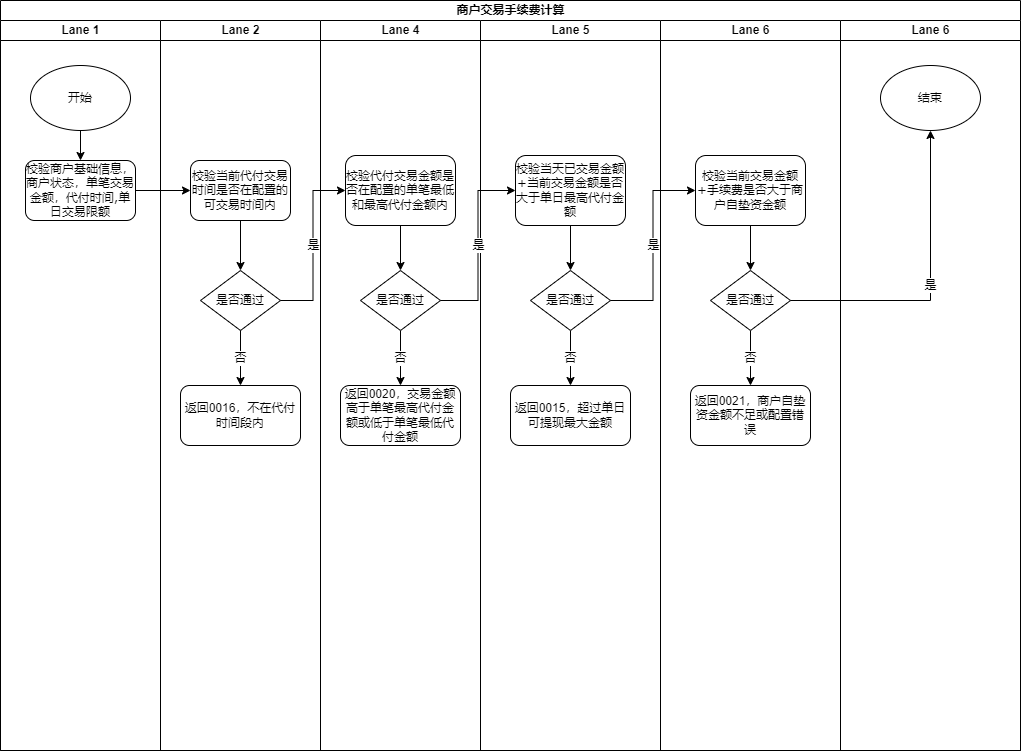 商户交易手续费计算
Lane 1
Lane 2
Lane 4
Lane 5
Lane 6
Lane 6
开始
结束
校验商户基础信息，
商户状态，单笔交易
金额，代付时间,单
日交易限额
校验当前代付交易
时间是否在配置的
可交易时间内
校验代付交易金额是
否在配置的单笔最低
和最高代付金额内
校验当天已交易金额
+当前交易金额是否
大于单日最高代付金
额
校验当前交易金额
+手续费是否大于商
户自垫资金额
是
是
是
是
是否通过
是否通过
是否通过
是否通过
否
否
否
否
返回0016，不在代付
时间段内
返回0020，交易金额
高于单笔最高代付金
额或低于单笔最低代
付金额
返回0015，超过单日
可提现最大金额
返回0021，商户自垫
资金额不足或配置错
误